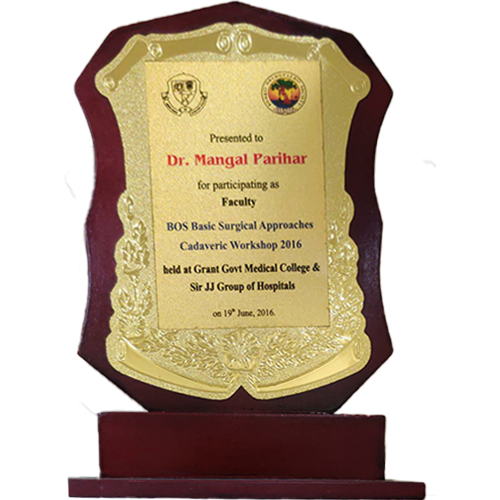 Presented to
Dr. Mangal Parihar
for participating as
Faculty
BOS Basic Surgical Approaches
Cadaveric Workshop 2016
held at Grant Govt Medical College &
Sir JJ Group of Hospitals
on 19th June, 2016.